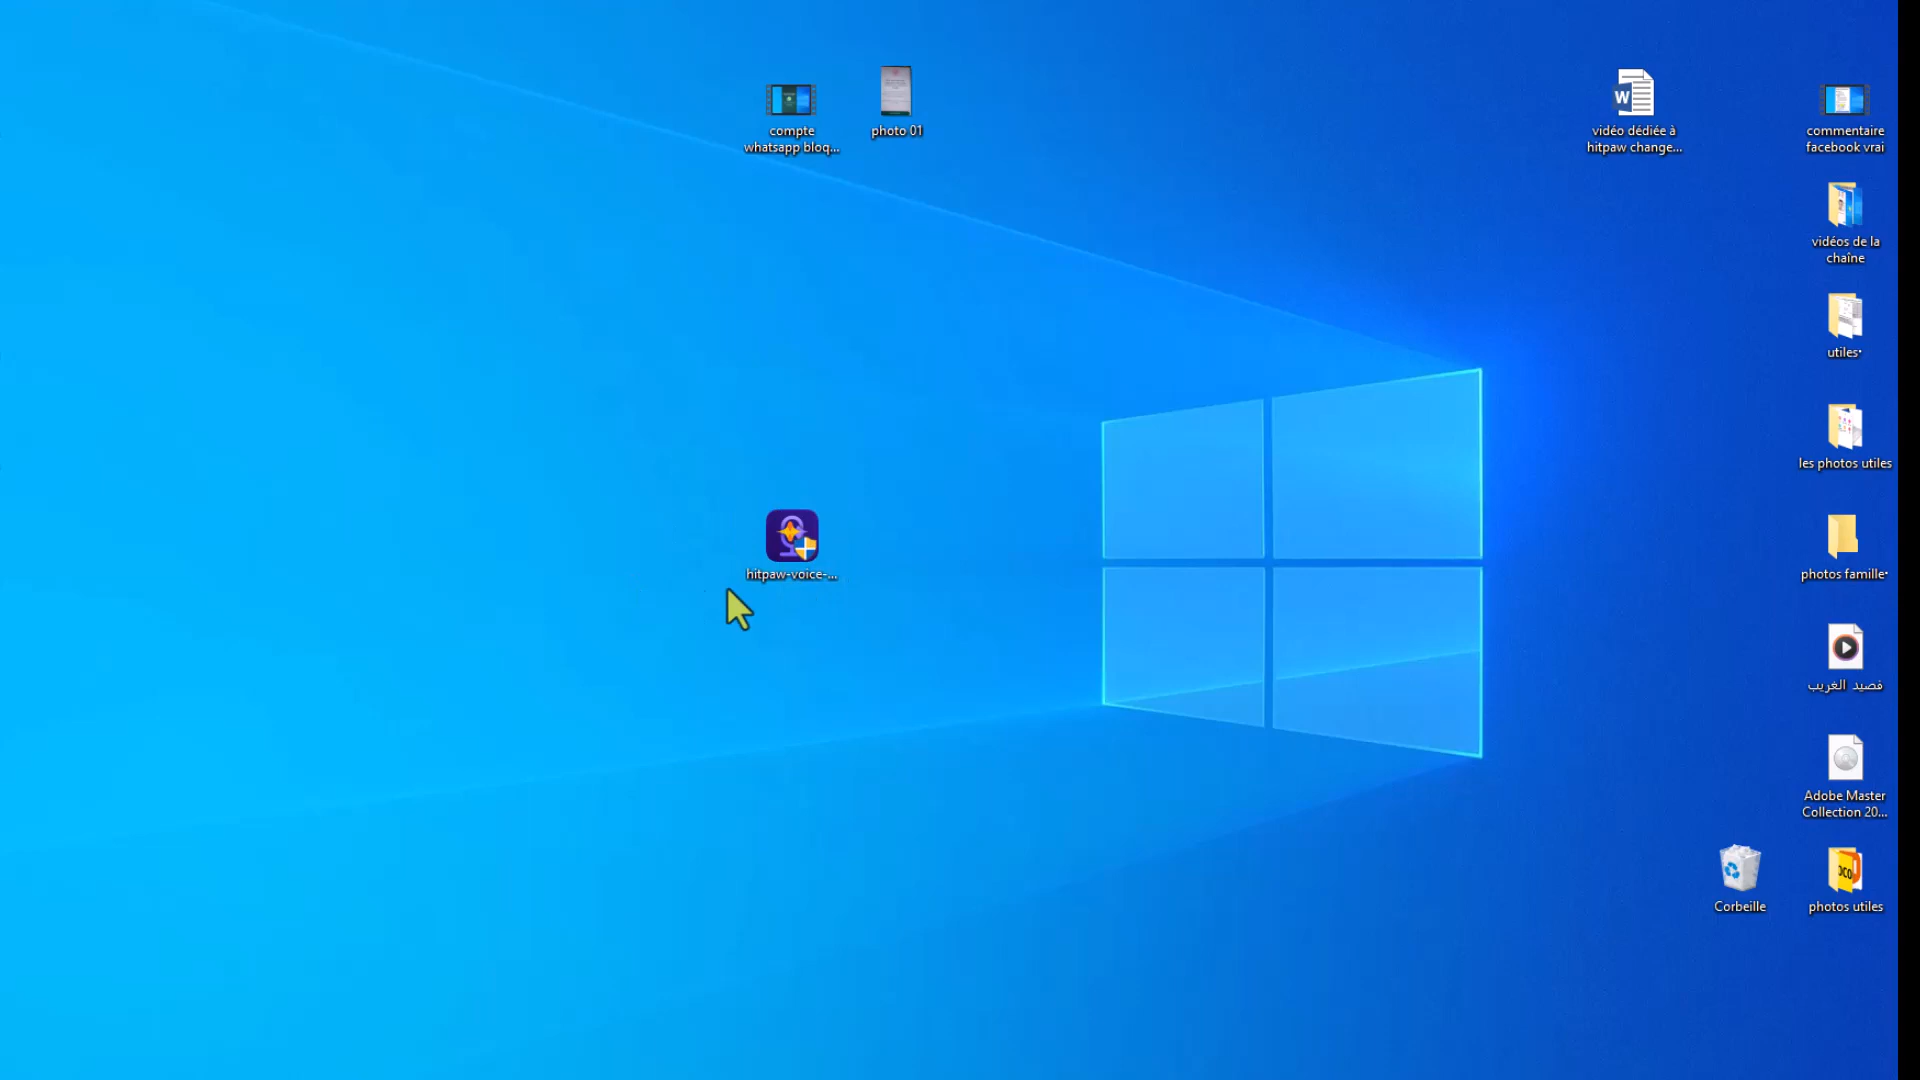 compte
whatsapp bloq...
photo 01
vidéo dédiée à
hitpaw change...
commentaire
facebook vrai
vidéos de la
chaîne
utiles
les photos utiles
hitpaw-voice-...
photos famille
قصيد الغريب
Adobe Master
Collection 20...
Corbeille
photos utiles
W